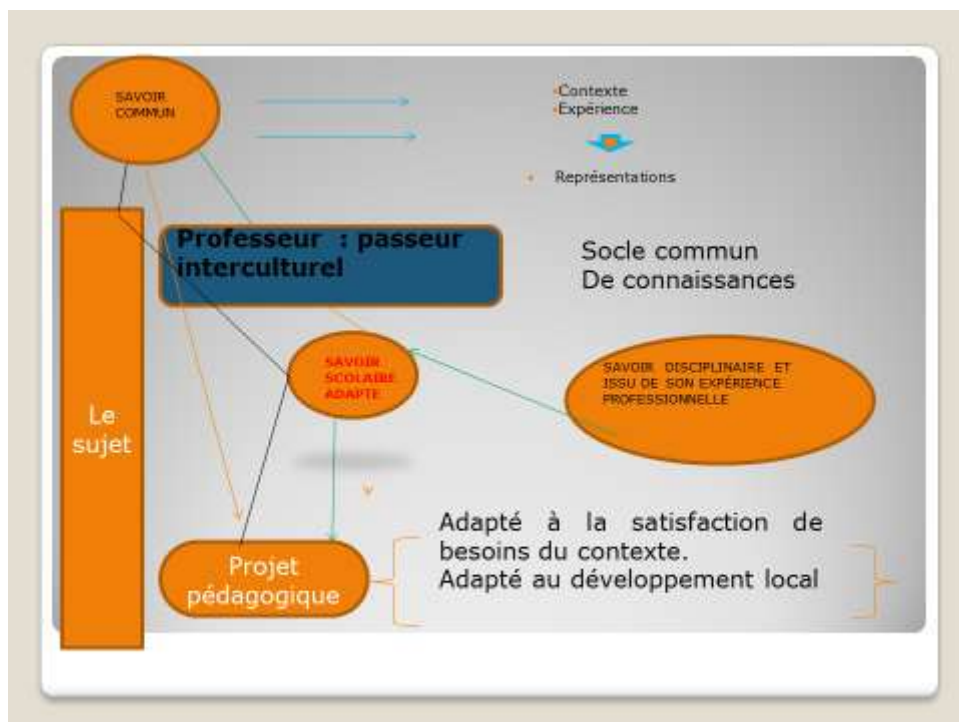 SAVOIR
COMMUN
•Contexte
•Expérience
• Représentations
Professeur : passeur
interculturel
Socle commun
De connaissances
SAVOIR
SCOLAIRE
ADAPTE
SAVOIR DISCIPLINAIRE ET
ISSU DE SON EXPÉRIENCE
PROFESSIONNELLE
Le
sujet
Adapté à la satisfaction de
besoins du contexte.
Adapté au développement local
Projet
pédagogique